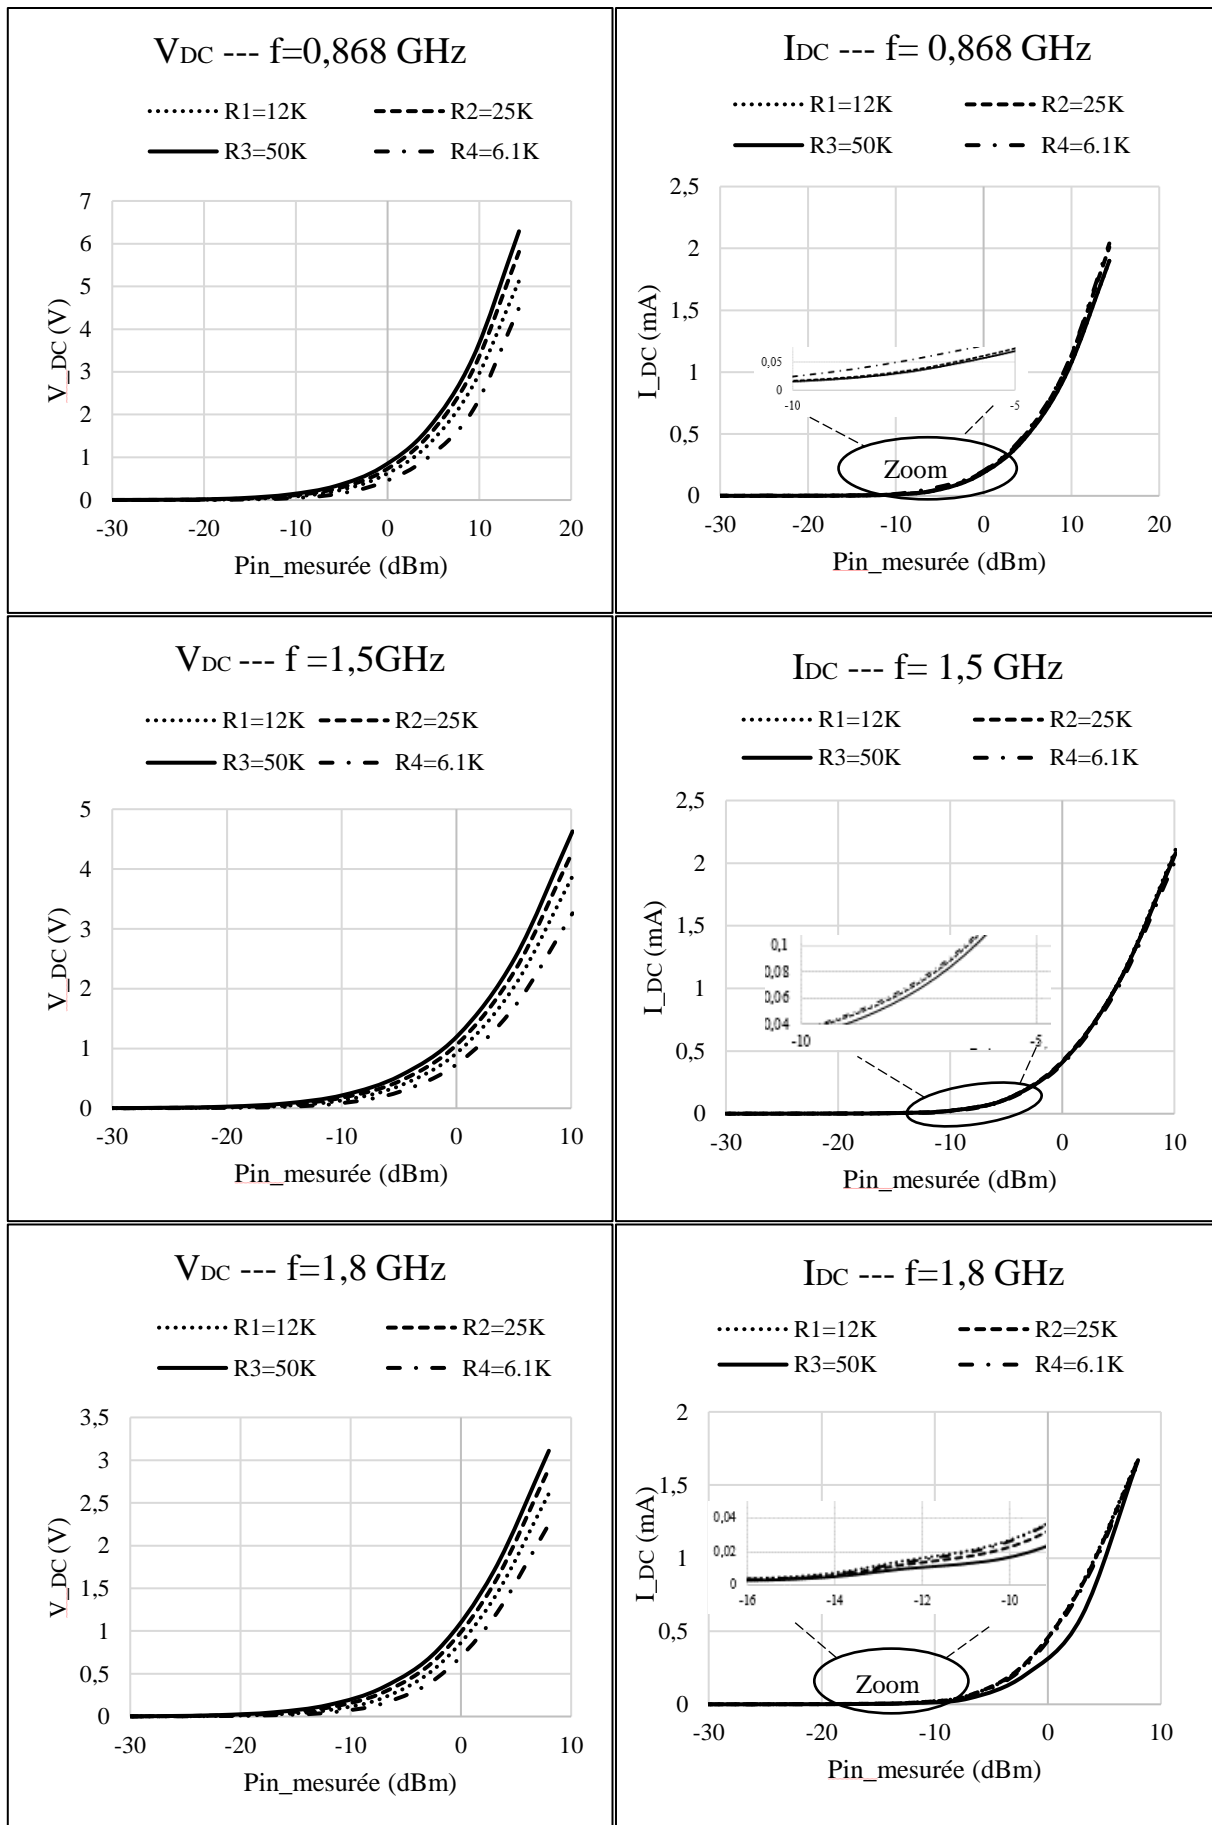 VDC --- f=0,868 GHz
R1=12K R2=25K
R3=50K R4=6.1K
7
6
5
4
3
2
1
0
V_DC (V)
-30 -20 -10 0 10 20
Pin_mesurée (dBm)
IDC --- f= 0,868 GHz
R1=12K R2=25K
R3=50K R4=6.1K
2,5
2
1,5
1
0,5
0
I_DC (mA)
0,05
0
-10 -5
Zoom
-30 -20 -10 0 10 20
Pin_mesurée (dBm)
VDC --- f =1,5GHz
R1=12K R2=25K
R3=50K R4=6.1K
5
4
3
2
1
0
V_DC (V)
-30 -20 -10 0 10
Pin_mesurée (dBm)
IDC --- f= 1,5 GHz
R1=12K R2=25K
R3=50K R4=6.1K
2,5
2
1,5
1
0,5
0
I_DC (mA)
0,1
0,08
0,06
0,04
-10 -5
-30 -20 -10 0 10
Pin_mesurée (dBm)
VDC --- f=1,8 GHz
R1=12K R2=25K
R3=50K R4=6.1K
3,5
3
2,5
2
1,5
1
0,5
0
V_DC (V)
-30 -20 -10 0 10
Pin_mesurée (dBm)
IDC --- f=1,8 GHz
R1=12K R2=25K
R3=50K R4=6.1K
2
1,5
1
0,5
0
I_DC (mA)
0,04
0,02
0
-16 -14 -12 -10
Zoom
-30 -20 -10 0 10
Pin_mesurée (dBm)